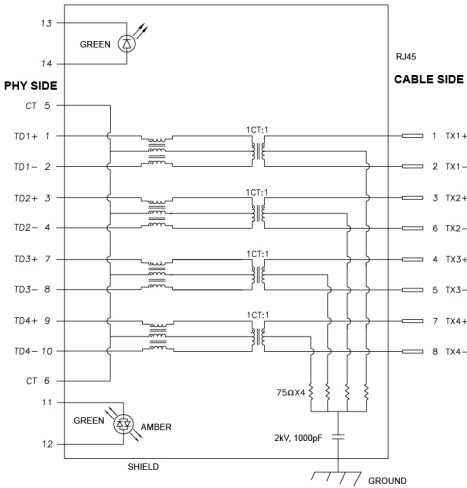 13
GREEN
14
RJ45
PHY SIDE
CABLE SIDE
CT 5
1CT:1
TD1+ 1
1 TX1+
TD1- 2
2 TX1-
1CT:1
TD2+ 3
3 TX2+
TD2- 4
6 TX2-
1CT:1
TD3+ 7
4 TX3+
TD3- 8
5 TX3-
1CT:1
TD4+ 9
7 TX4+
TD4- 10
8 TX4-
CT 6
75ΩX4
11
GREEN
AMBER
12
2kV, 1000pF
SHIELD
GROUND